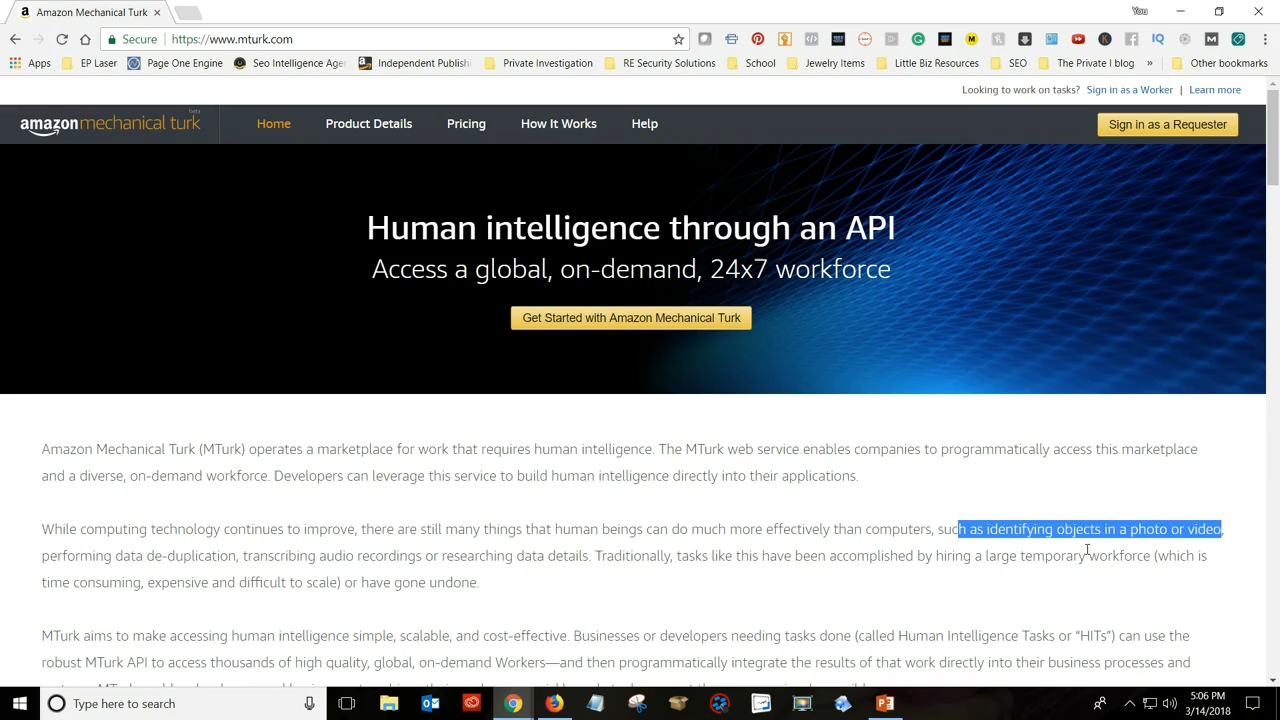 Amazon Mechanical Turk
You
Secure
https://www.mturk.com
Apps
EP Laser
Page One Engine
Seo Intelligence Age
Independent Publish
Private Investigation
RE Security Solutions
School
Jewelry Items
Little Biz Resources
SEO
The Private I blog
»
Other bookmarks
Looking to work on tasks? Sign in as a Worker | Learn more
amazon mechanical turk beta
Home
Product Details
Pricing
How It Works
Help
Sign in as a Requester
Human intelligence through an API
Access a global, on-demand, 24x7 workforce
Get Started with Amazon Mechanical Turk
Amazon Mechanical Turk (MTurk) operates a marketplace for work that requires human intelligence. The MTurk web service enables companies to programmatically access this marketplace
and a diverse, on-demand workforce. Developers can leverage this service to build human intelligence directly into their applications.
While computing technology continues to improve, there are still many things that human beings can do much more effectively than computers, such as identifying objects in a photo or video,
performing data de-duplication, transcribing audio recordings or researching data details. Traditionally, tasks like this have been accomplished by hiring a large temporary workforce (which is
time consuming, expensive and difficult to scale) or have gone undone.
MTurk aims to make accessing human intelligence simple, scalable, and cost-effective. Businesses or developers needing tasks done (called Human Intelligence Tasks or “HITs”) can use the
robust MTurk API to access thousands of high quality, global, on-demand Workers—and then programmatically integrate the results of that work directly into their business processes and
Type here to search
5:06 PM
3/14/2018